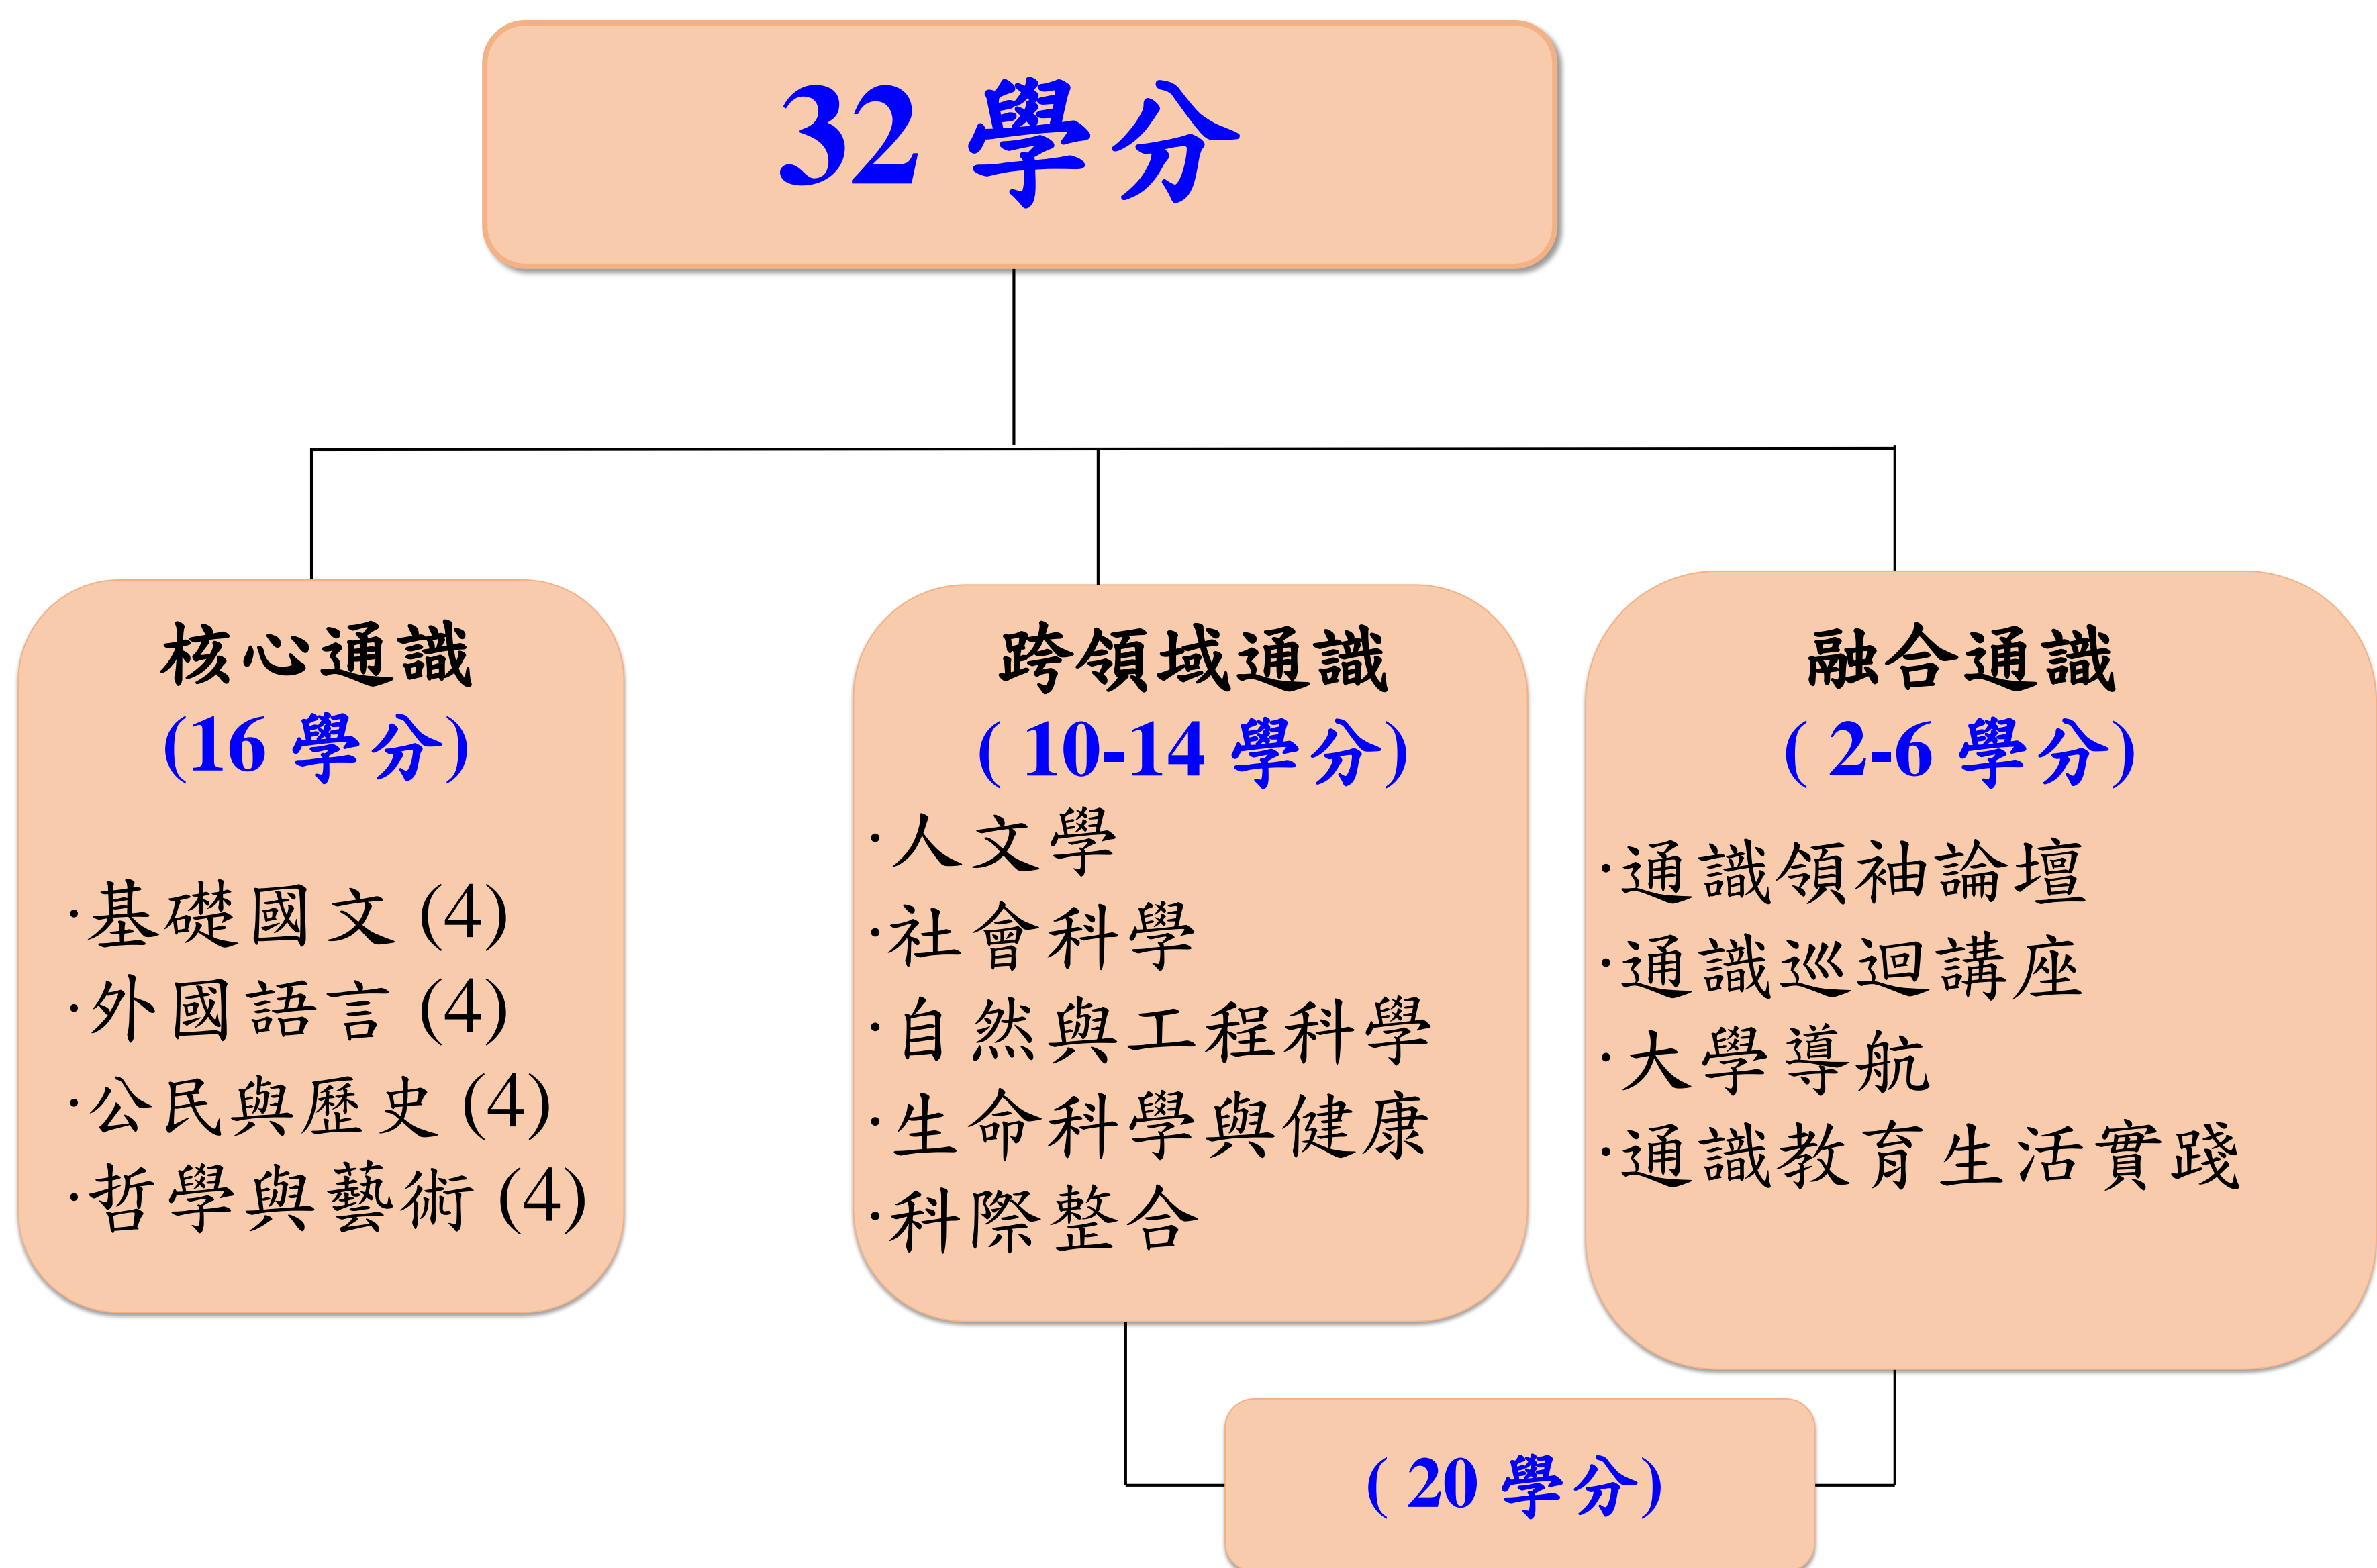 32 學分
核心通識
(16 學分)
·基礎國文 (4)
·外國語言 (4)
·公民與歷史 (4)
·哲學與藝術 (4)
跨領域通識
( 10-14 學分)
·人文學
·社會科學
·自然與工程科學
·生命科學與健康
·科際整合
融合通識
( 2-6 學分)
·通識領袖論壇
·通識巡迴講座
·大學導航
·通識教育生活實踐
( 20 學分)